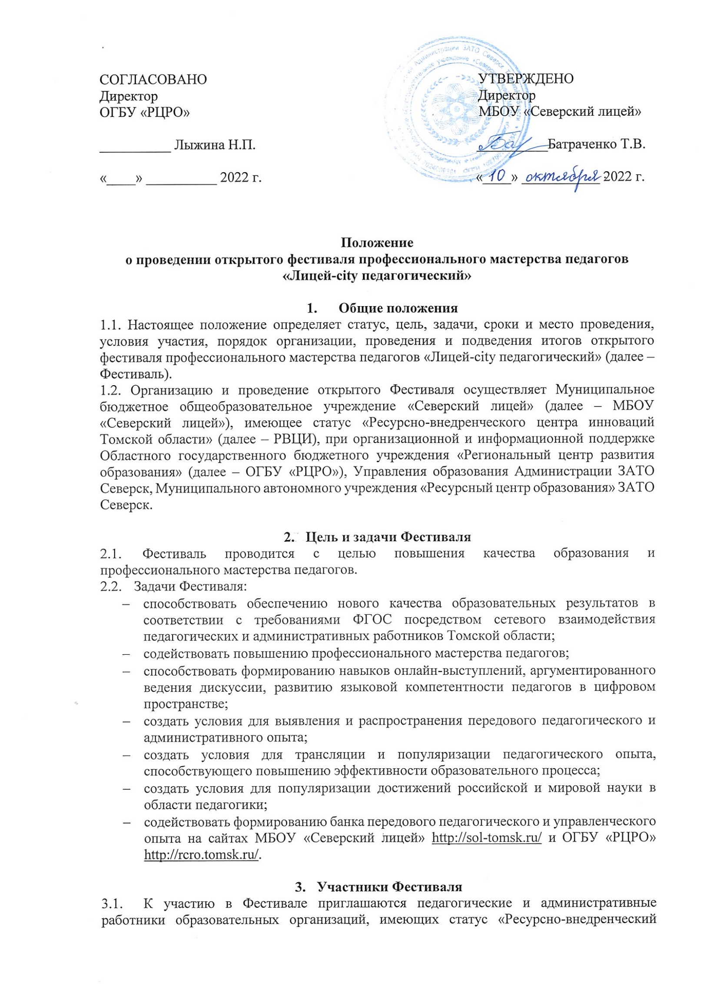 СОГЛАСОВАНО
Директор
ОГБУ «РЦРО»
__________ Лыжина Н.П.
«____» __________ 2022 г.
УТВЕРЖДЕНО
Директор
МБОУ «Северский лицей»
__________Батраченко Т.В.
«10» октября 2022 г.
Положение
о проведении открытого фестиваля профессионального мастерства педагогов
«Лицей-city педагогический»
1. Общие положения
1.1. Настоящее положение определяет статус, цель, задачи, сроки и место проведения,
условия участия, порядок организации, проведения и подведения итогов открытого
фестиваля профессионального мастерства педагогов «Лицей-city педагогический» (далее –
Фестиваль).
1.2. Организацию и проведение открытого Фестиваля осуществляет Муниципальное
бюджетное общеобразовательное учреждение «Северский лицей» (далее – МБОУ
«Северский лицей»), имеющее статус «Ресурсно-внедренческого центра инноваций
Томской области» (далее – РВЦИ), при организационной и информационной поддержке
Областного государственного бюджетного учреждения «Региональный центр развития
образования» (далее – ОГБУ «РЦРО»), Управления образования Администрации ЗАТО
Северск, Муниципального автономного учреждения «Ресурсный центр образования» ЗАТО
Северск.
2. Цель и задачи Фестиваля
2.1. Фестиваль проводится с целью повышения качества образования и
профессионального мастерства педагогов.
2.2. Задачи Фестиваля:
– способствовать обеспечению нового качества образовательных результатов в
соответствии с требованиями ФГОС посредством сетевого взаимодействия
педагогических и административных работников Томской области;
– содействовать повышению профессионального мастерства педагогов;
– способствовать формированию навыков онлайн-выступлений, аргументированного
ведения дискуссии, развитию языковой компетентности педагогов в цифровом
пространстве;
– создать условия для выявления и распространения передового педагогического и
административного опыта;
– создать условия для трансляции и популяризации педагогического опыта,
способствующего повышению эффективности образовательного процесса;
– создать условия для популяризации достижений российской и мировой науки в
области педагогики;
– содействовать формированию банка передового педагогического и управленческого
опыта на сайтах МБОУ «Северский лицей» http://sol-tomsk.ru/ и ОГБУ «РЦРО»
http://rcro.tomsk.ru/.
3. Участники Фестиваля
3.1. К участию в Фестивале приглашаются педагогические и административные
работники образовательных организаций, имеющих статус «Ресурсно-внедренческий